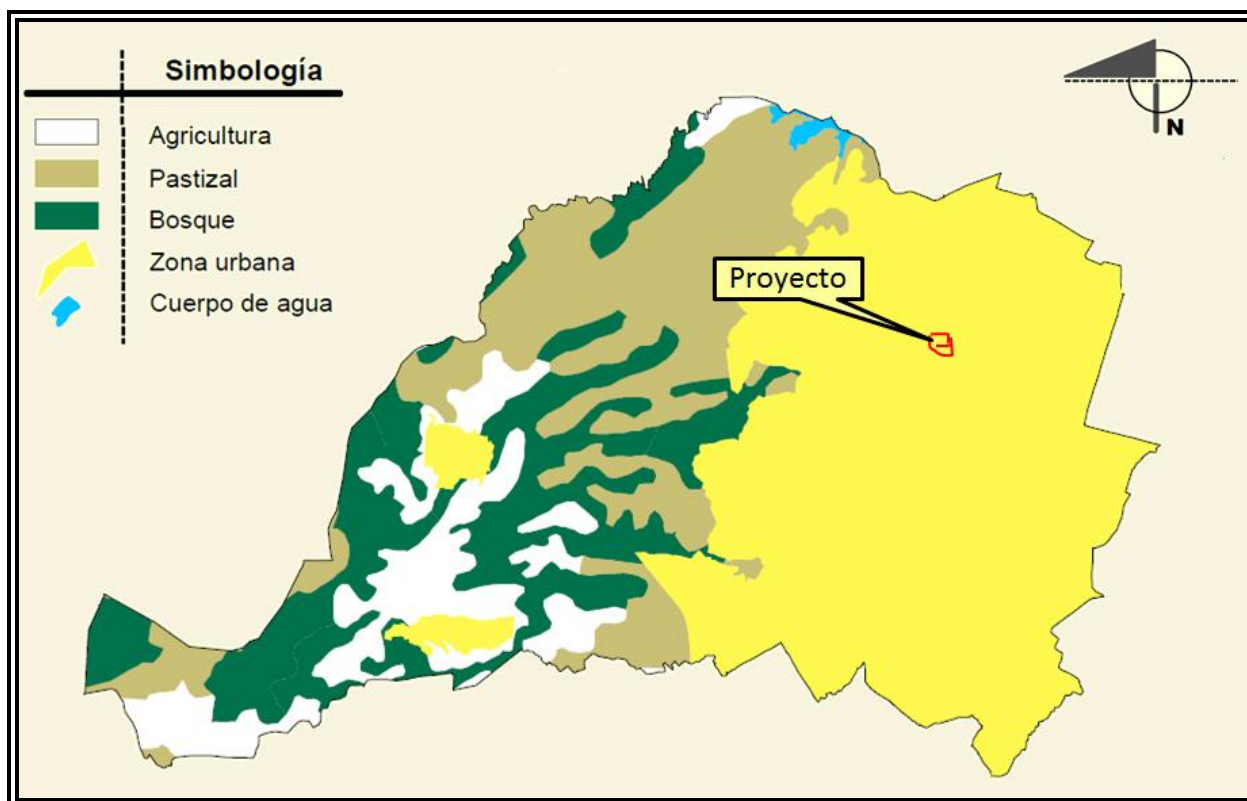 Simbología
Agricultura
Pastizal
Bosque
Zona urbana
Cuerpo de agua
N
Proyecto